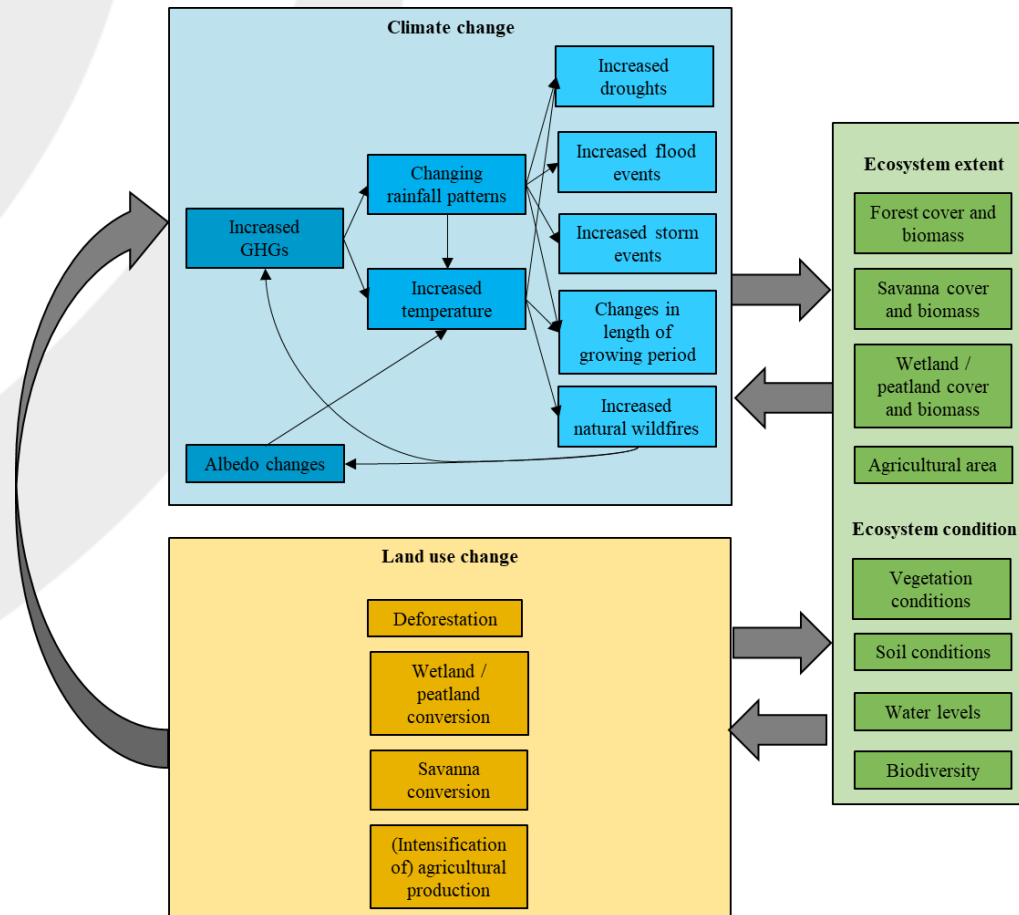 Climate change
Increased
droughts
Increased flood
events
Changing
rainfall patterns
Increased
GHGs
Increased storm
events
Increased
temperature
Changes in
length of
growing period
Increased
natural wildfires
Albedo changes
Land use change
Deforestation
Wetland /
peatland
conversion
Savanna
conversion
(Intensification
of) agricultural
production
Ecosystem extent
Forest cover and
biomass
Savanna cover
and biomass
Wetland /
peatland cover
and biomass
Agricultural area
Ecosystem condition
Vegetation
conditions
Soil conditions
Water levels
Biodiversity